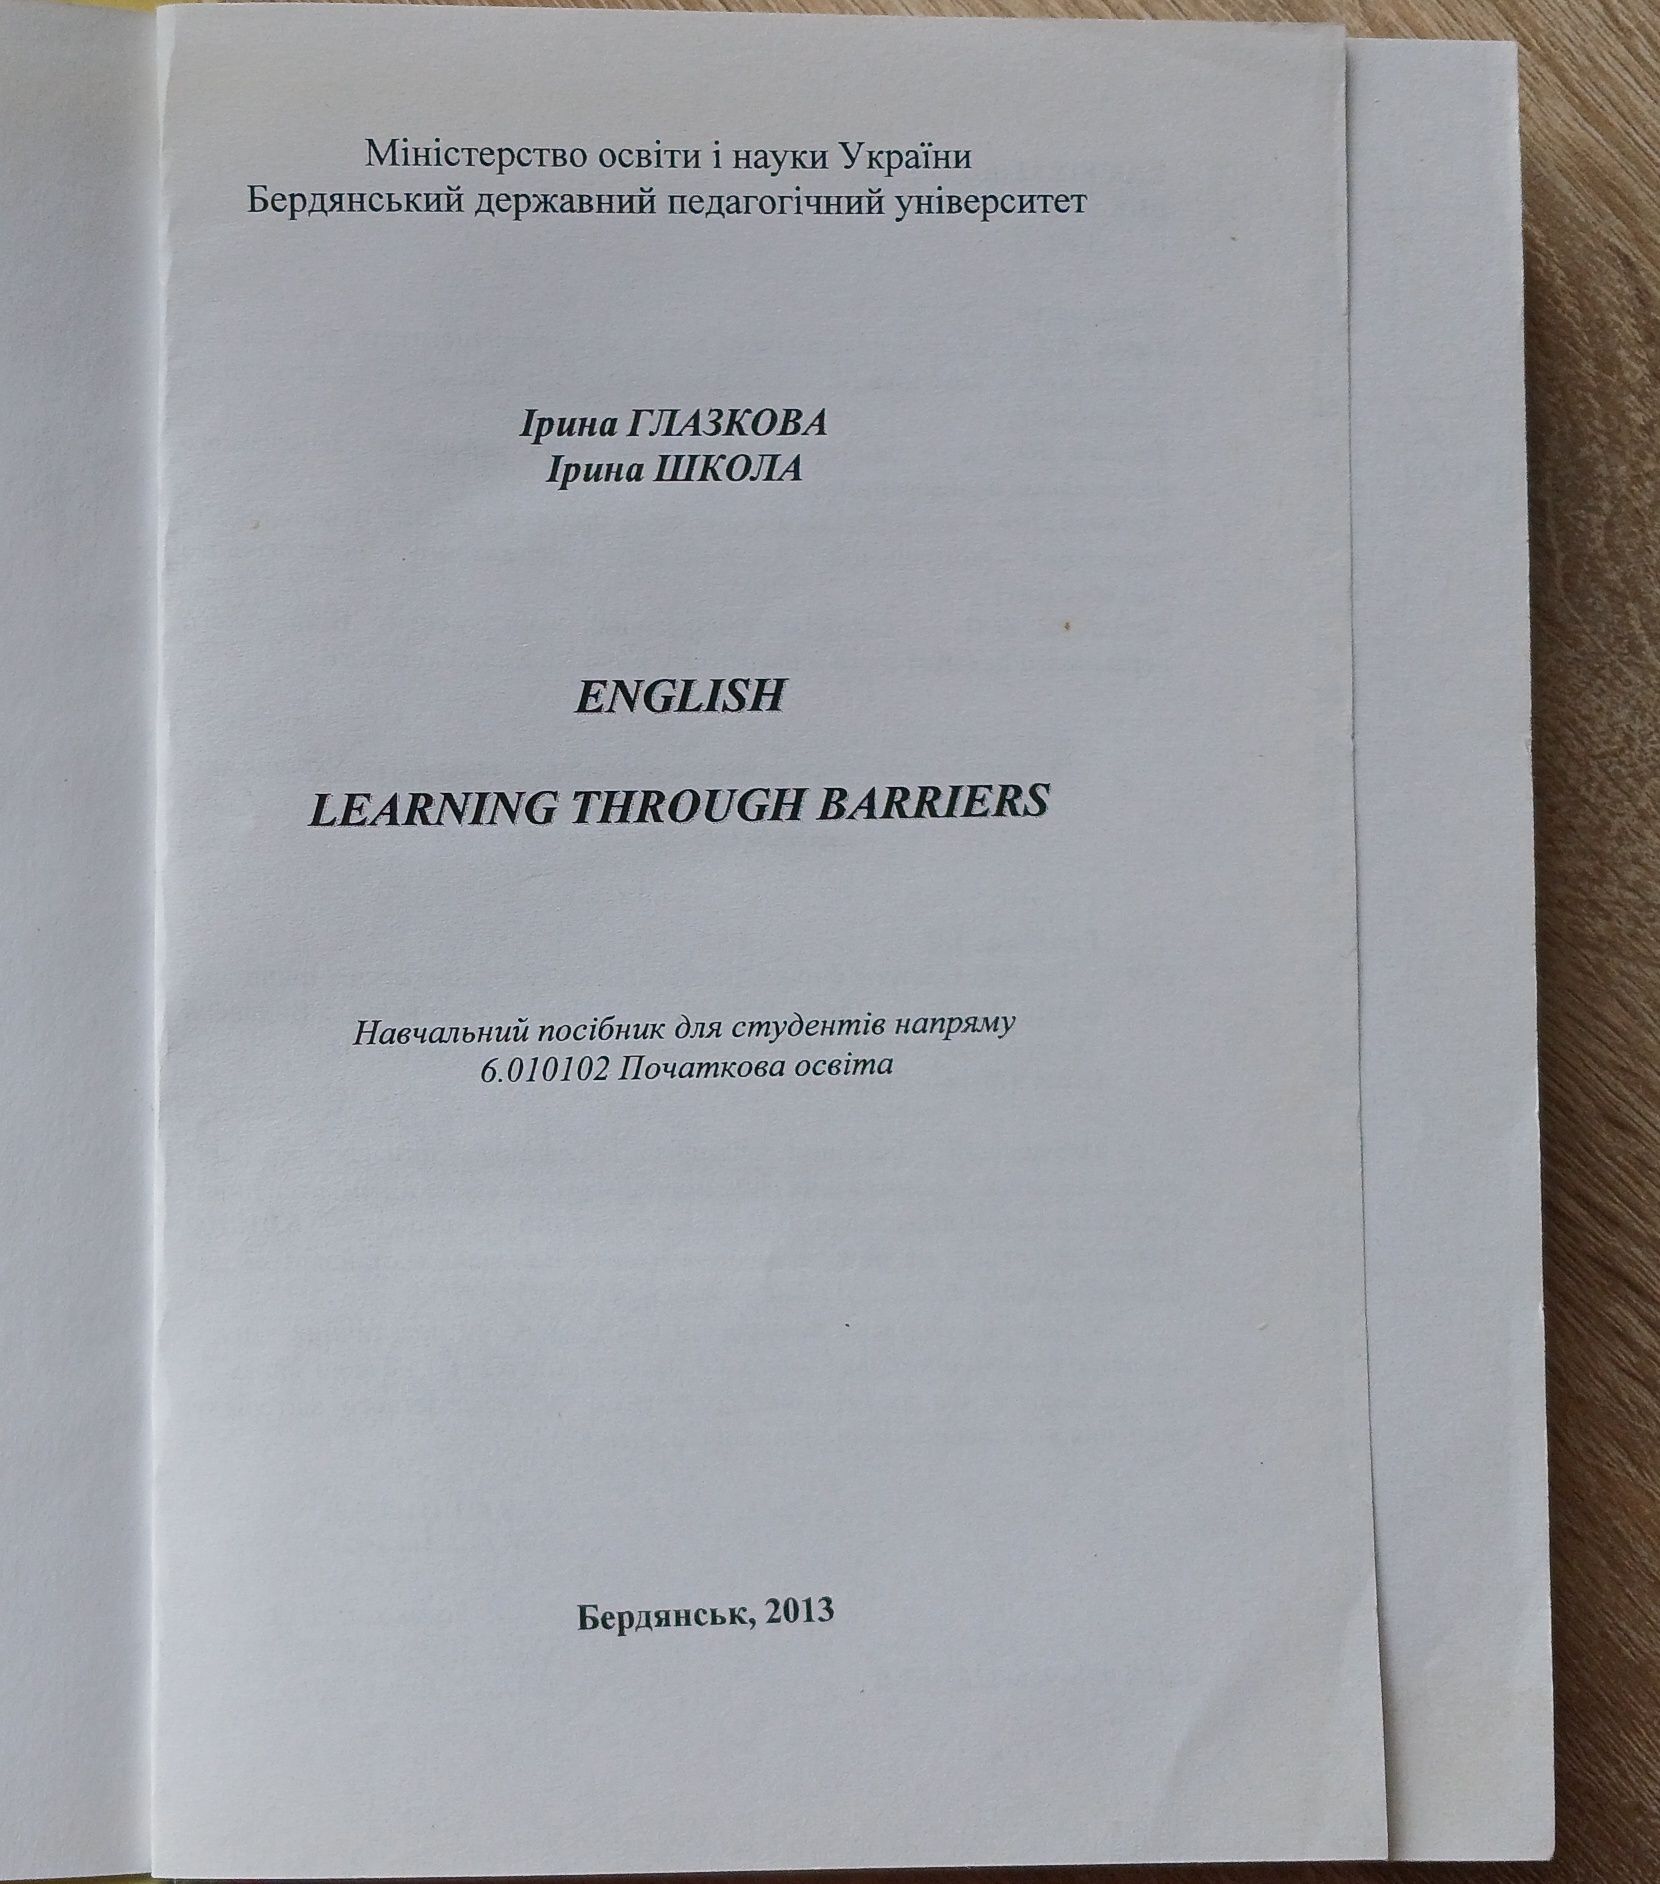 Міністерство освіти і науки України
Бердянський державний педагогічний університет
Ірина ГЛАЗКОВА
Ірина ШКОЛА
ENGLISH
LEARNING THROUGH BARRIERS
Навчальний посібник для студентів напряму
6.010102 Початкова освіта
Бердянськ, 2013